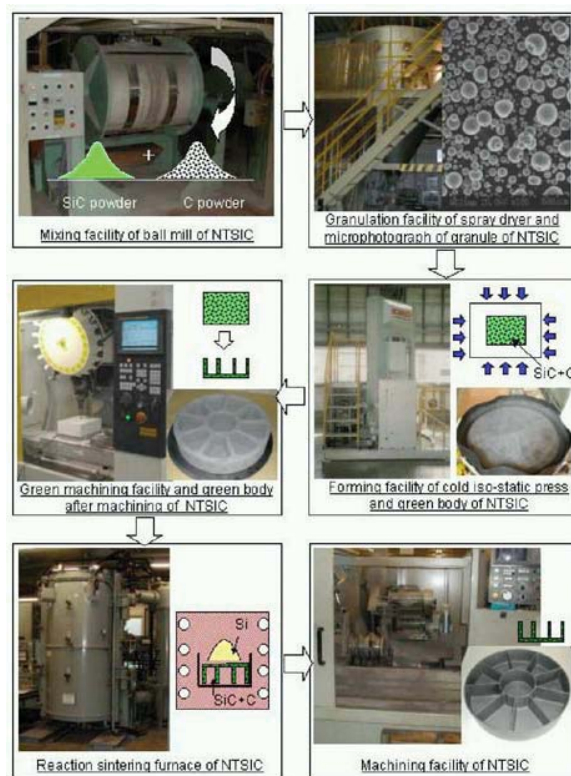 +
SiC powder C powder
Mixing facility of ball mill of NTSIC
Granulation facility of spray dryer and
microphotograph of granule of NTSIC
SiC+C
Green machining facility and green body
after machining of NTSIC
Forming facility of cold iso-static press
and green body of NTSIC
Si
SiC+C
Reaction sintering furnace of NTSIC
Machining facility of NTSIC